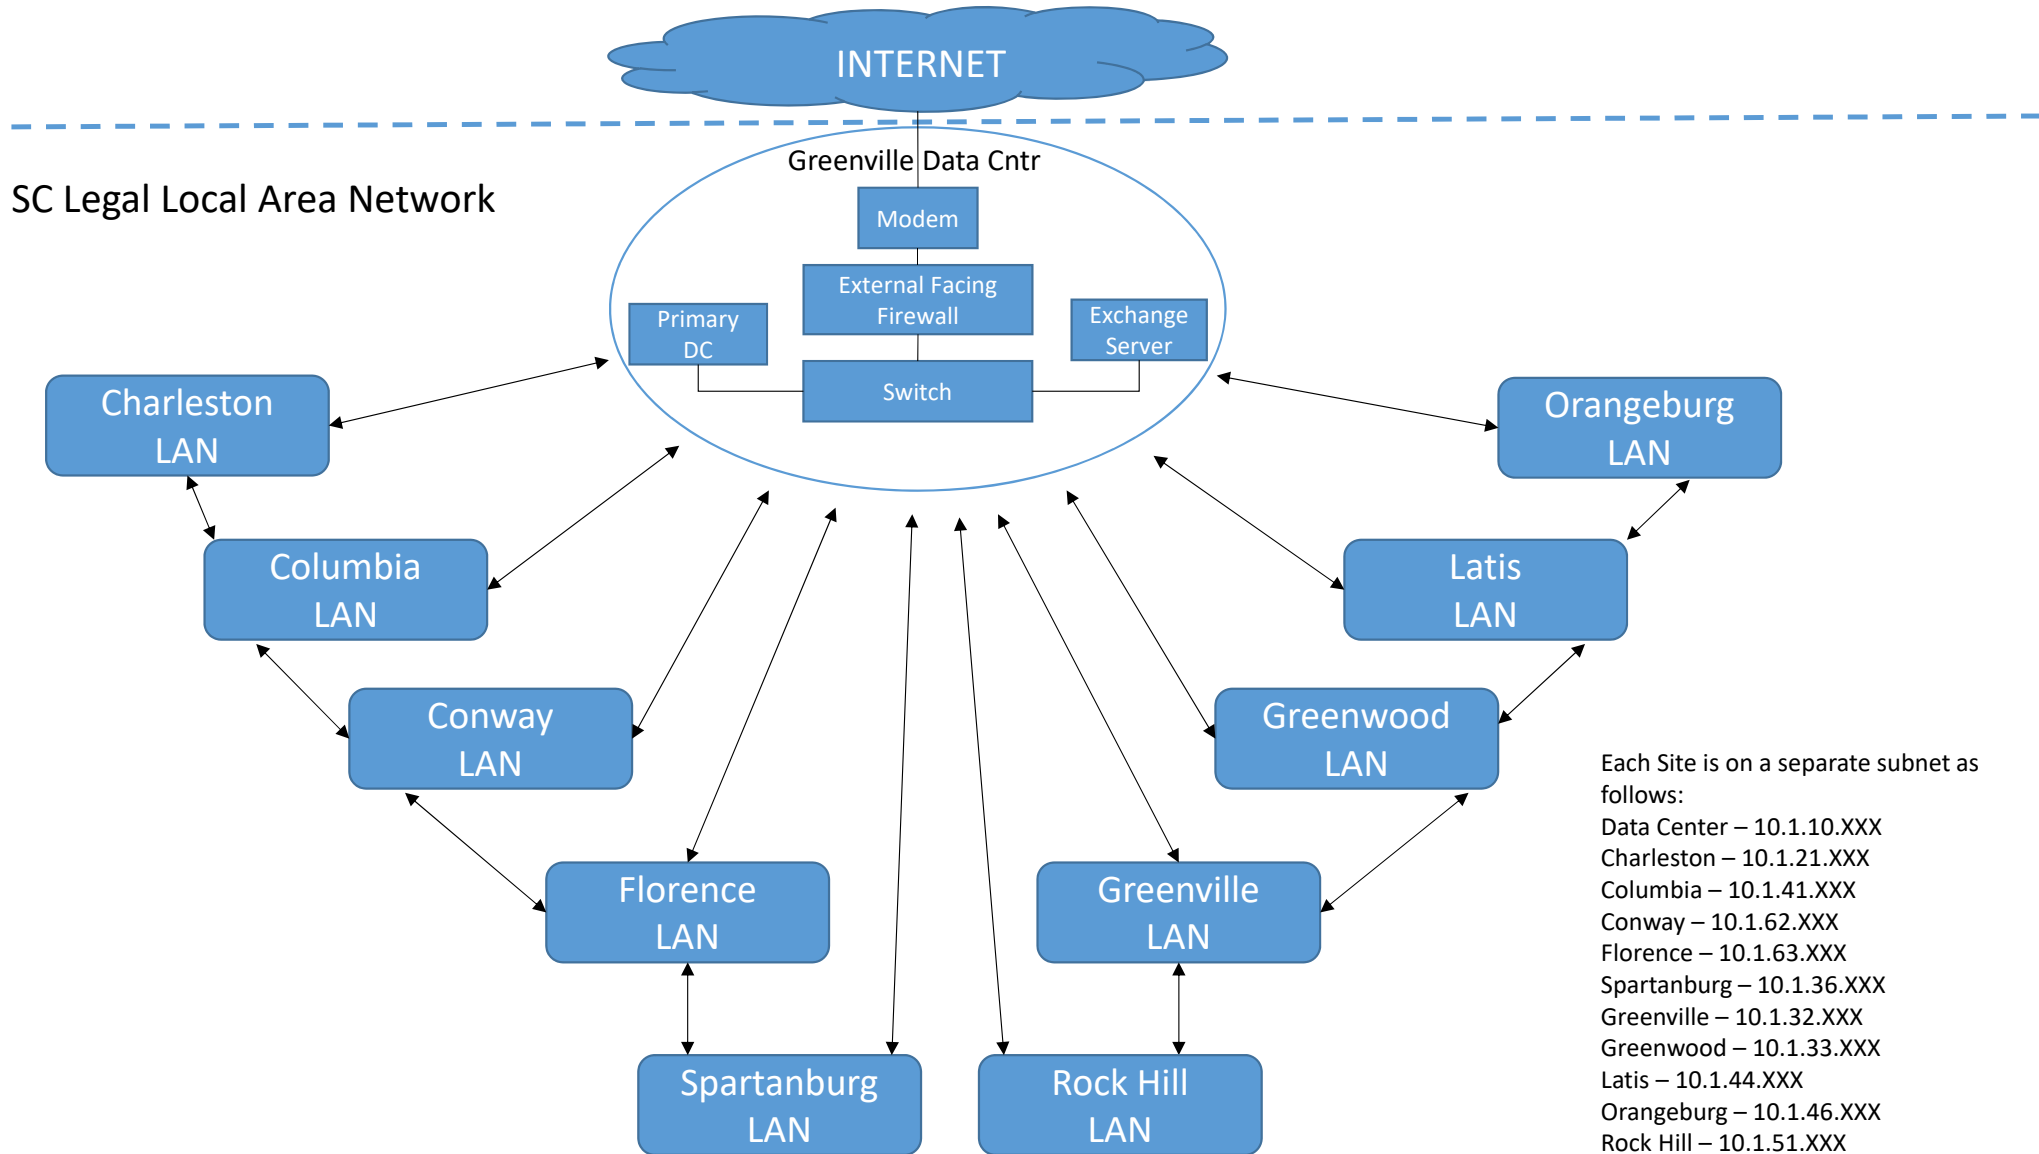 INTERNET
Greenville Data Cntr
SC Legal Local Area Network
Modem
External Facing
Firewall
Primary
DC
Exchange
Server
Switch
Charleston
LAN
Orangeburg
LAN
Columbia
LAN
Latis
LAN
Conway
LAN
Greenwood
LAN
Florence
LAN
Greenville
LAN
Spartanburg
LAN
Rock Hill
LAN
Each Site is on a separate subnet as
follows:
Data Center – 10.1.10.XXX
Charleston – 10.1.21.XXX
Columbia – 10.1.41.XXX
Conway – 10.1.62.XXX
Florence – 10.1.63.XXX
Spartanburg – 10.1.36.XXX
Greenville – 10.1.32.XXX
Greenwood – 10.1.33.XXX
Latis – 10.1.44.XXX
Orangeburg – 10.1.46.XXX
Rock Hill – 10.1.51.XXX